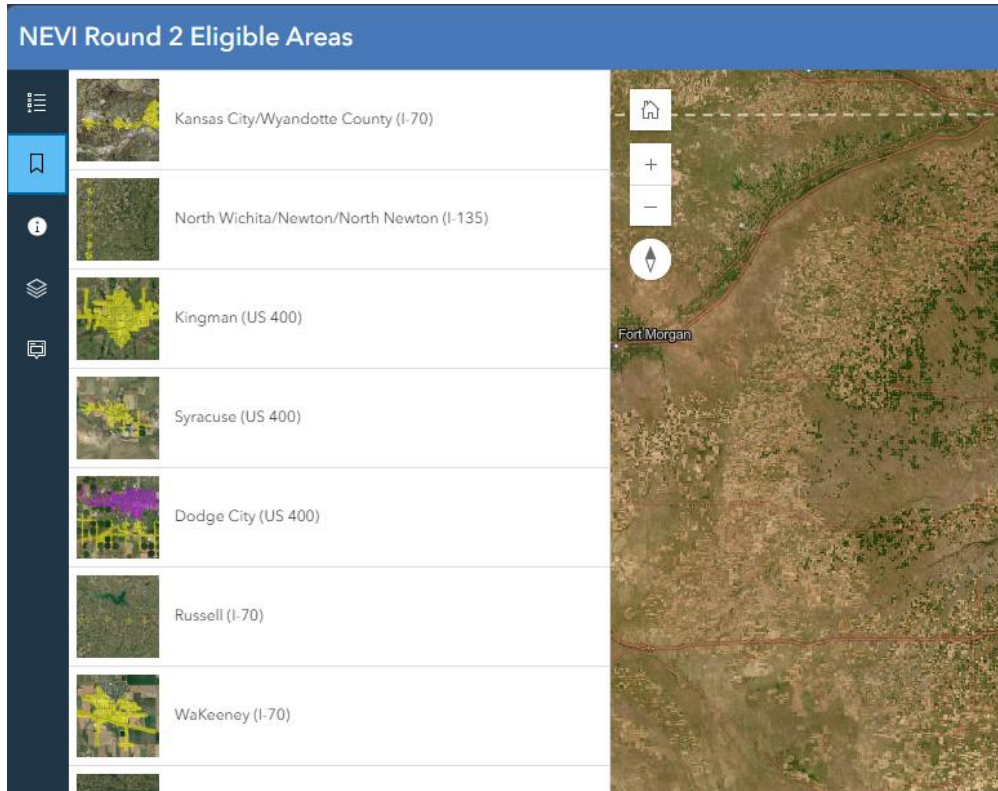 NEVI Round 2 Eligible Areas
Kansas City/Wyandotte County (I-70)
North Wichita/Newton/North Newton (I-135)
Kingman (US 400)
Syracuse (US 400)
Dodge City (US 400)
Russell (I-70)
WaKeeney (I-70)
Fort Morgan